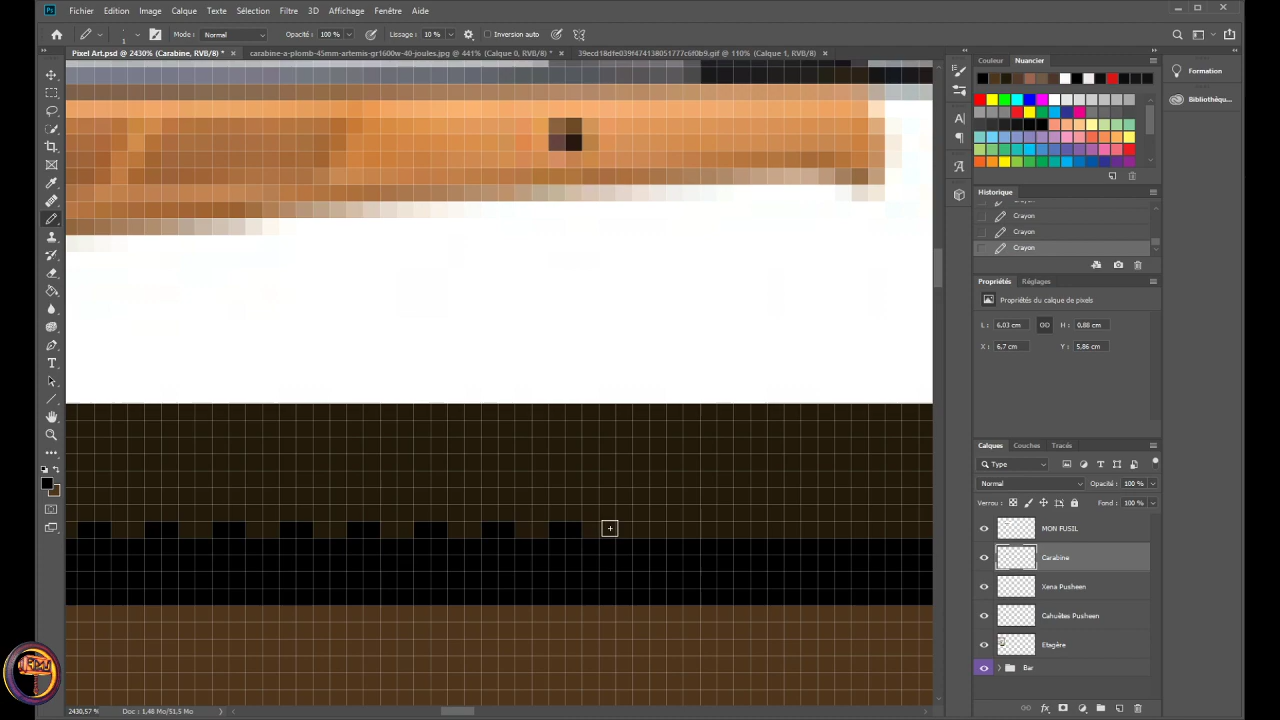 Ps Fichier Edition Image Calque Texte Sélection Filtre 3D Affichage Fenêtre Aide
1 Mode : Normal Opacité : 100 % Lissage : 10 % Inversion auto
Pixel Art.psd @ 2430% (Carabine, RVB/8) * × carabine-a-plomb-45mm-artemis-gr1600w-40-joules.jpg @ 441% (Calque 0, RVB/8) * × 39ecd18dfe039f474138051777c6f0b9.gif @ 110% (Calque 1, RVB/8) ×
Couleur Nuancier
Formation
Bibliothèqu...
Historique
Crayon
Crayon
Crayon
Propriétés Réglages
Propriétés du calque de pixels
L : 6,03 cm H : 0,88 cm
X : 6,7 cm Y : 5,86 cm
Calques Couches Tracés
Type
Normal Opacité : 100 %
Verrou : Fond : 100 %
MON FUSIL
Carabine
Xena Pusheen
Cahuètes Pusheen
Etagère
Bar
2430,57 % Doc : 1,48 Mo/51,5 Mo